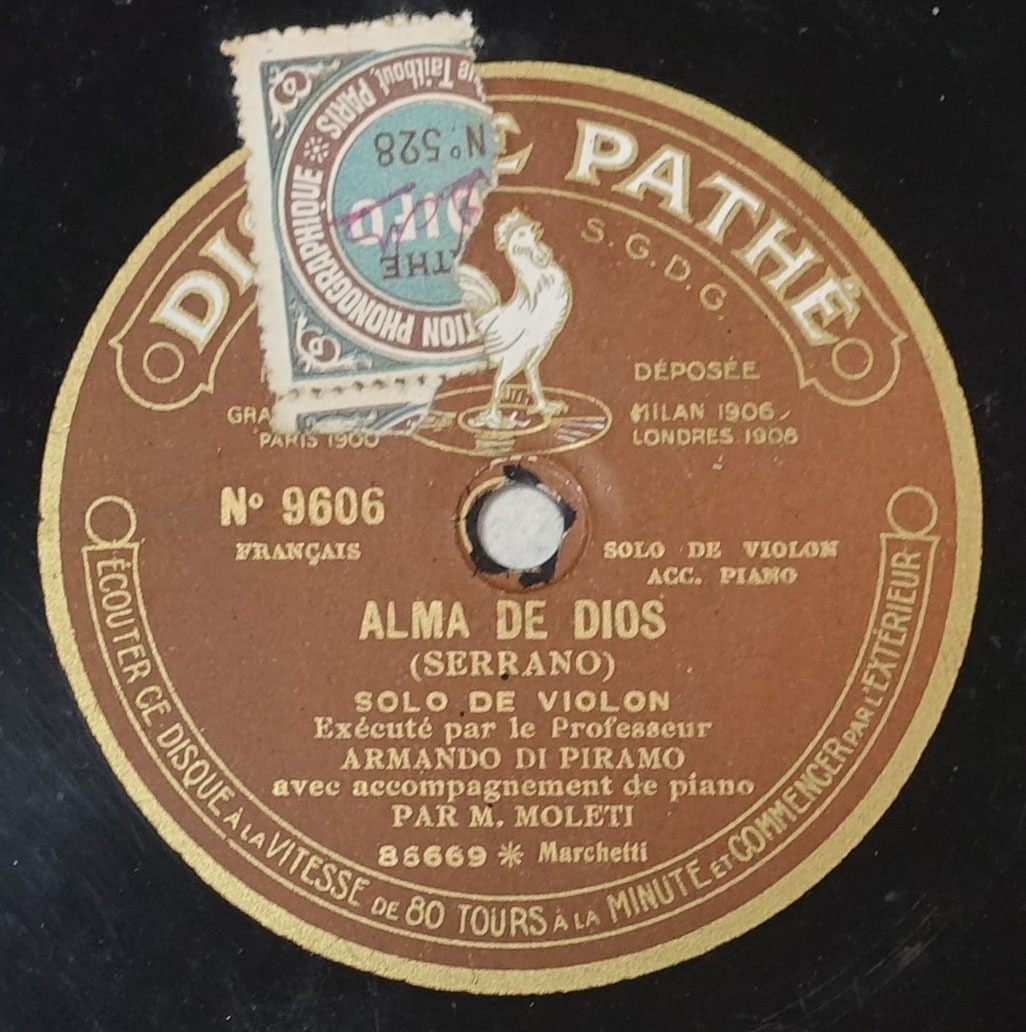 PATHÉ
S.G.D.G.
DÉPOSÉE
MILAN 1906
PARIS 1900
LONDRES 1908
Nº 9606
FRANÇAIS
SOLO DE VIOLON
ACC. PIANO
ALMA DE DIOS
(SERRANO)
SOLO DE VIOLON
Exécuté par le Professeur
ARMANDO DI PIRAMO
avec accompagnement de piano
PAR M. MOLETI
86669 * Marchetti
ÉCOUTER CE DISQUE À LA VITESSE DE 80 TOURS À LA MINUTE ET COMMENCER PAR L'EXTÉRIEUR
PHONOGRAPHIQUE
Taitbout, PARIS
Nº 528
DIFO